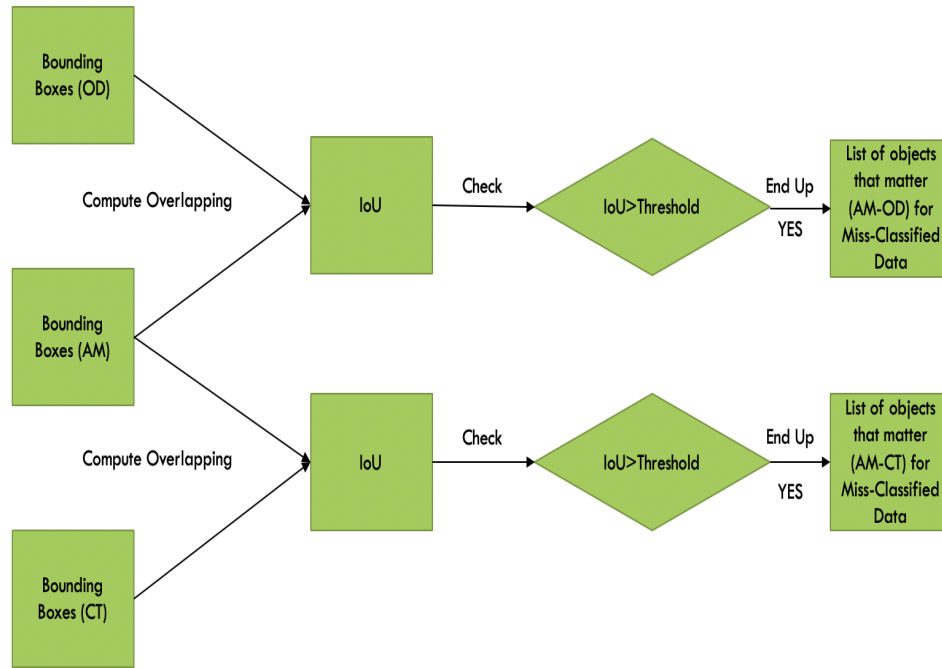 Bounding
Boxes (OD)
Compute Overlapping
IoU
Check
IoU>Threshold
End Up
YES
List of objects
that matter
(AM-OD) for
Miss-Classified
Data
Bounding
Boxes (AM)
Compute Overlapping
IoU
Check
IoU>Threshold
End Up
YES
List of objects
that matter
(AM-CT) for
Miss-Classified
Data
Bounding
Boxes (CT)